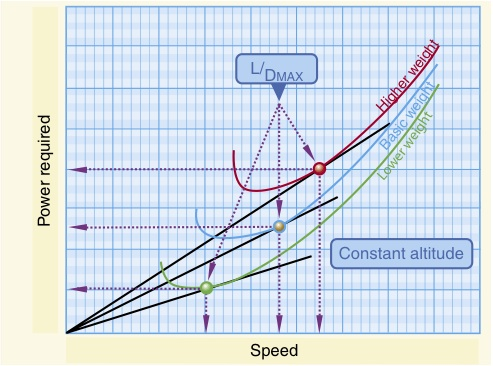 L/DMAX
Higher weight
Basic weight
Lower weight
Power required
Constant altitude
Speed